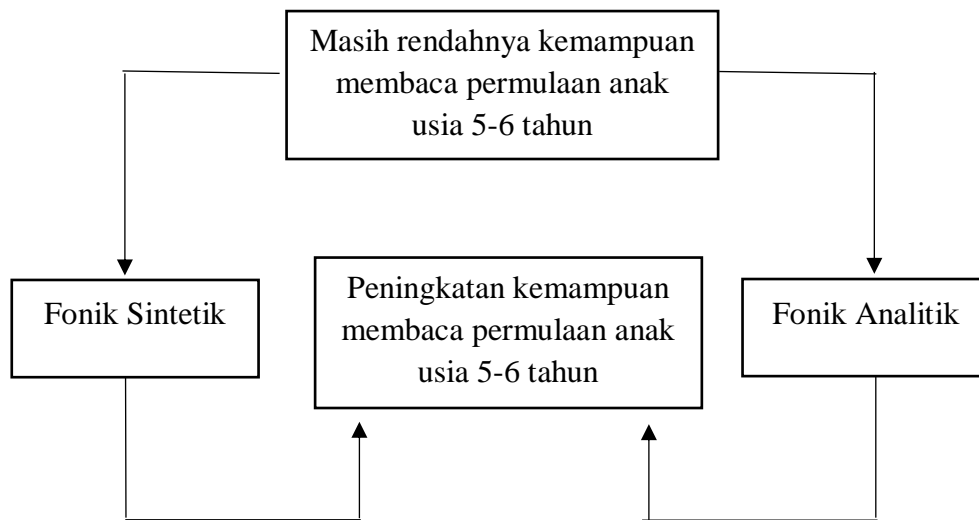 Masih rendahnya kemampuan
membaca permulaan anak
usia 5-6 tahun
Fonik Sintetik
Peningkatan kemampuan
membaca permulaan anak
usia 5-6 tahun
Fonik Analitik